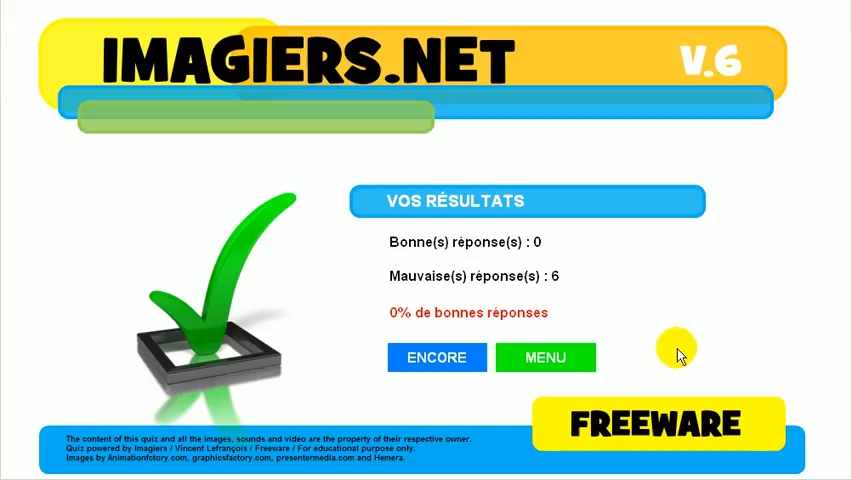 IMAGIERS.NET
V.6
VOS RÉSULTATS
Bonne(s) réponse(s) : 0
Mauvaise(s) réponse(s) : 6
0% de bonnes réponses
ENCORE
MENU
FREEWARE
The content of this quiz and all the images, sounds and video are the property of their respective owner.
Quiz powered by Imagiers / Vincent Lefrançois / Freeware / For educational purpose only.
Images by Animationfctory.com, graphicsfactory.com, presentermedia.com and Hemera.